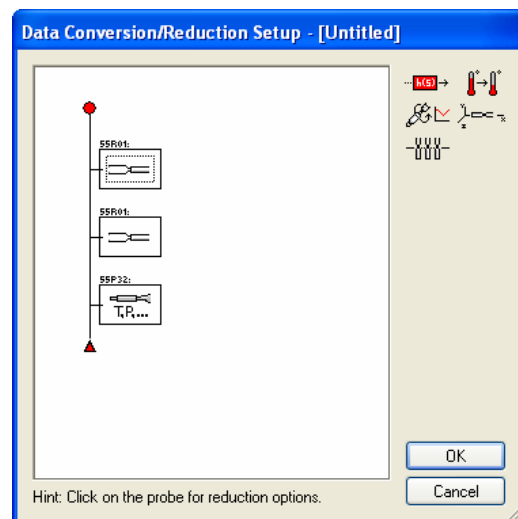 Data Conversion/Reduction Setup - [Untitled]
h(s)
55R01:
55R01:
55P32:
T,P,...
OK
Hint: Click on the probe for reduction options.
Cancel